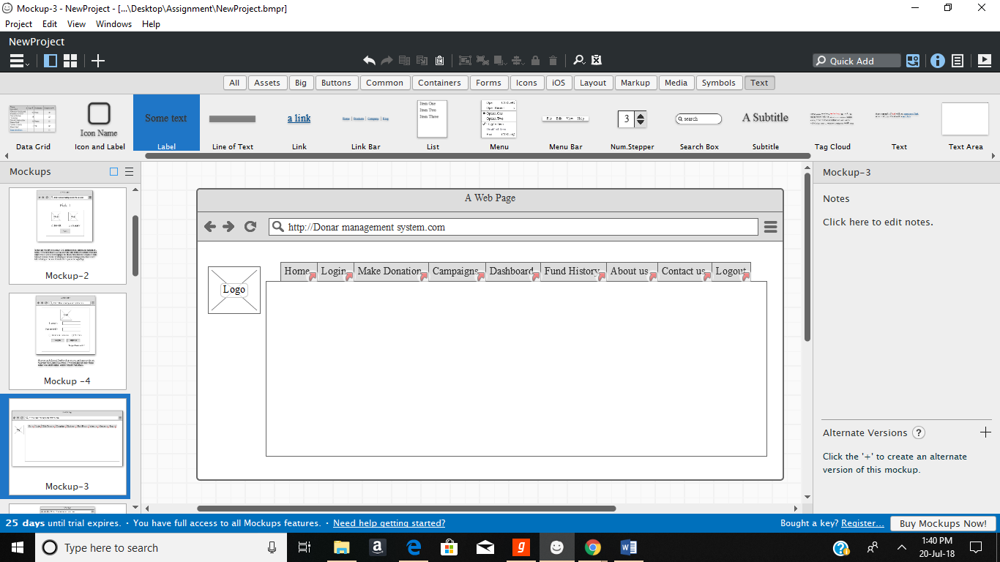 Mockup-3 - NewProject - [...\Desktop\Assignment\NewProject.bmpr]
Project Edit View Windows Help
NewProject
Quick Add
All Assets Big Buttons Common Containers Forms Icons iOS Layout Markup Media Symbols Text
Item One
Item Two
Item Three
Some text
a link
3
search
A Subtitle
Icon Name
Data Grid Icon and Label Label Line of Text Link Link Bar List Menu Menu Bar Num.Stepper Search Box Subtitle Tag Cloud Text Text Area
Mockups
Mockup-2
Mockup -4
Mockup-3
A Web Page
http://Donar management system.com
Logo
Home Login Make Donation Campaigns Dashboard Fund History About us Contact us Logout
Mockup-3
Notes
Click here to edit notes.
Alternate Versions ?
Click the '+' to create an alternate
version of this mockup.
25 days until trial expires. · You have full access to all Mockups features. · Need help getting started?
Bought a key? Register... Buy Mockups Now!
Type here to search
1:40 PM
20-Jul-18